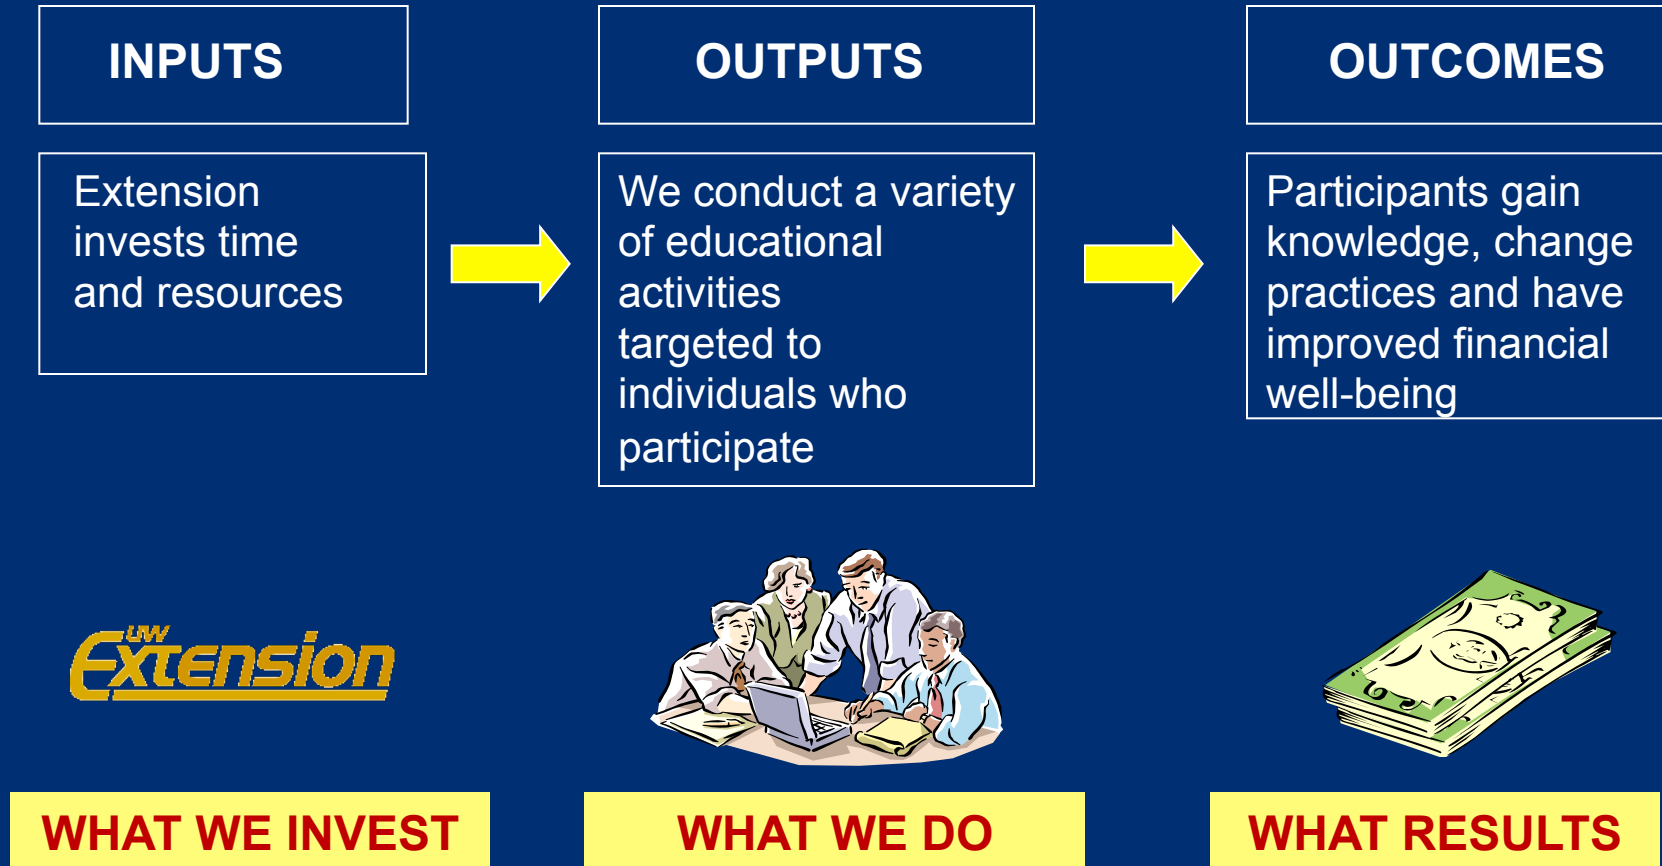 INPUTS
OUTPUTS
OUTCOMES
Extension
invests time
and resources
We conduct a variety
of educational
activities
targeted to
individuals who
participate
Participants gain
knowledge, change
practices and have
improved financial
well-being
UW
Extension
WHAT WE INVEST
WHAT WE DO
WHAT RESULTS